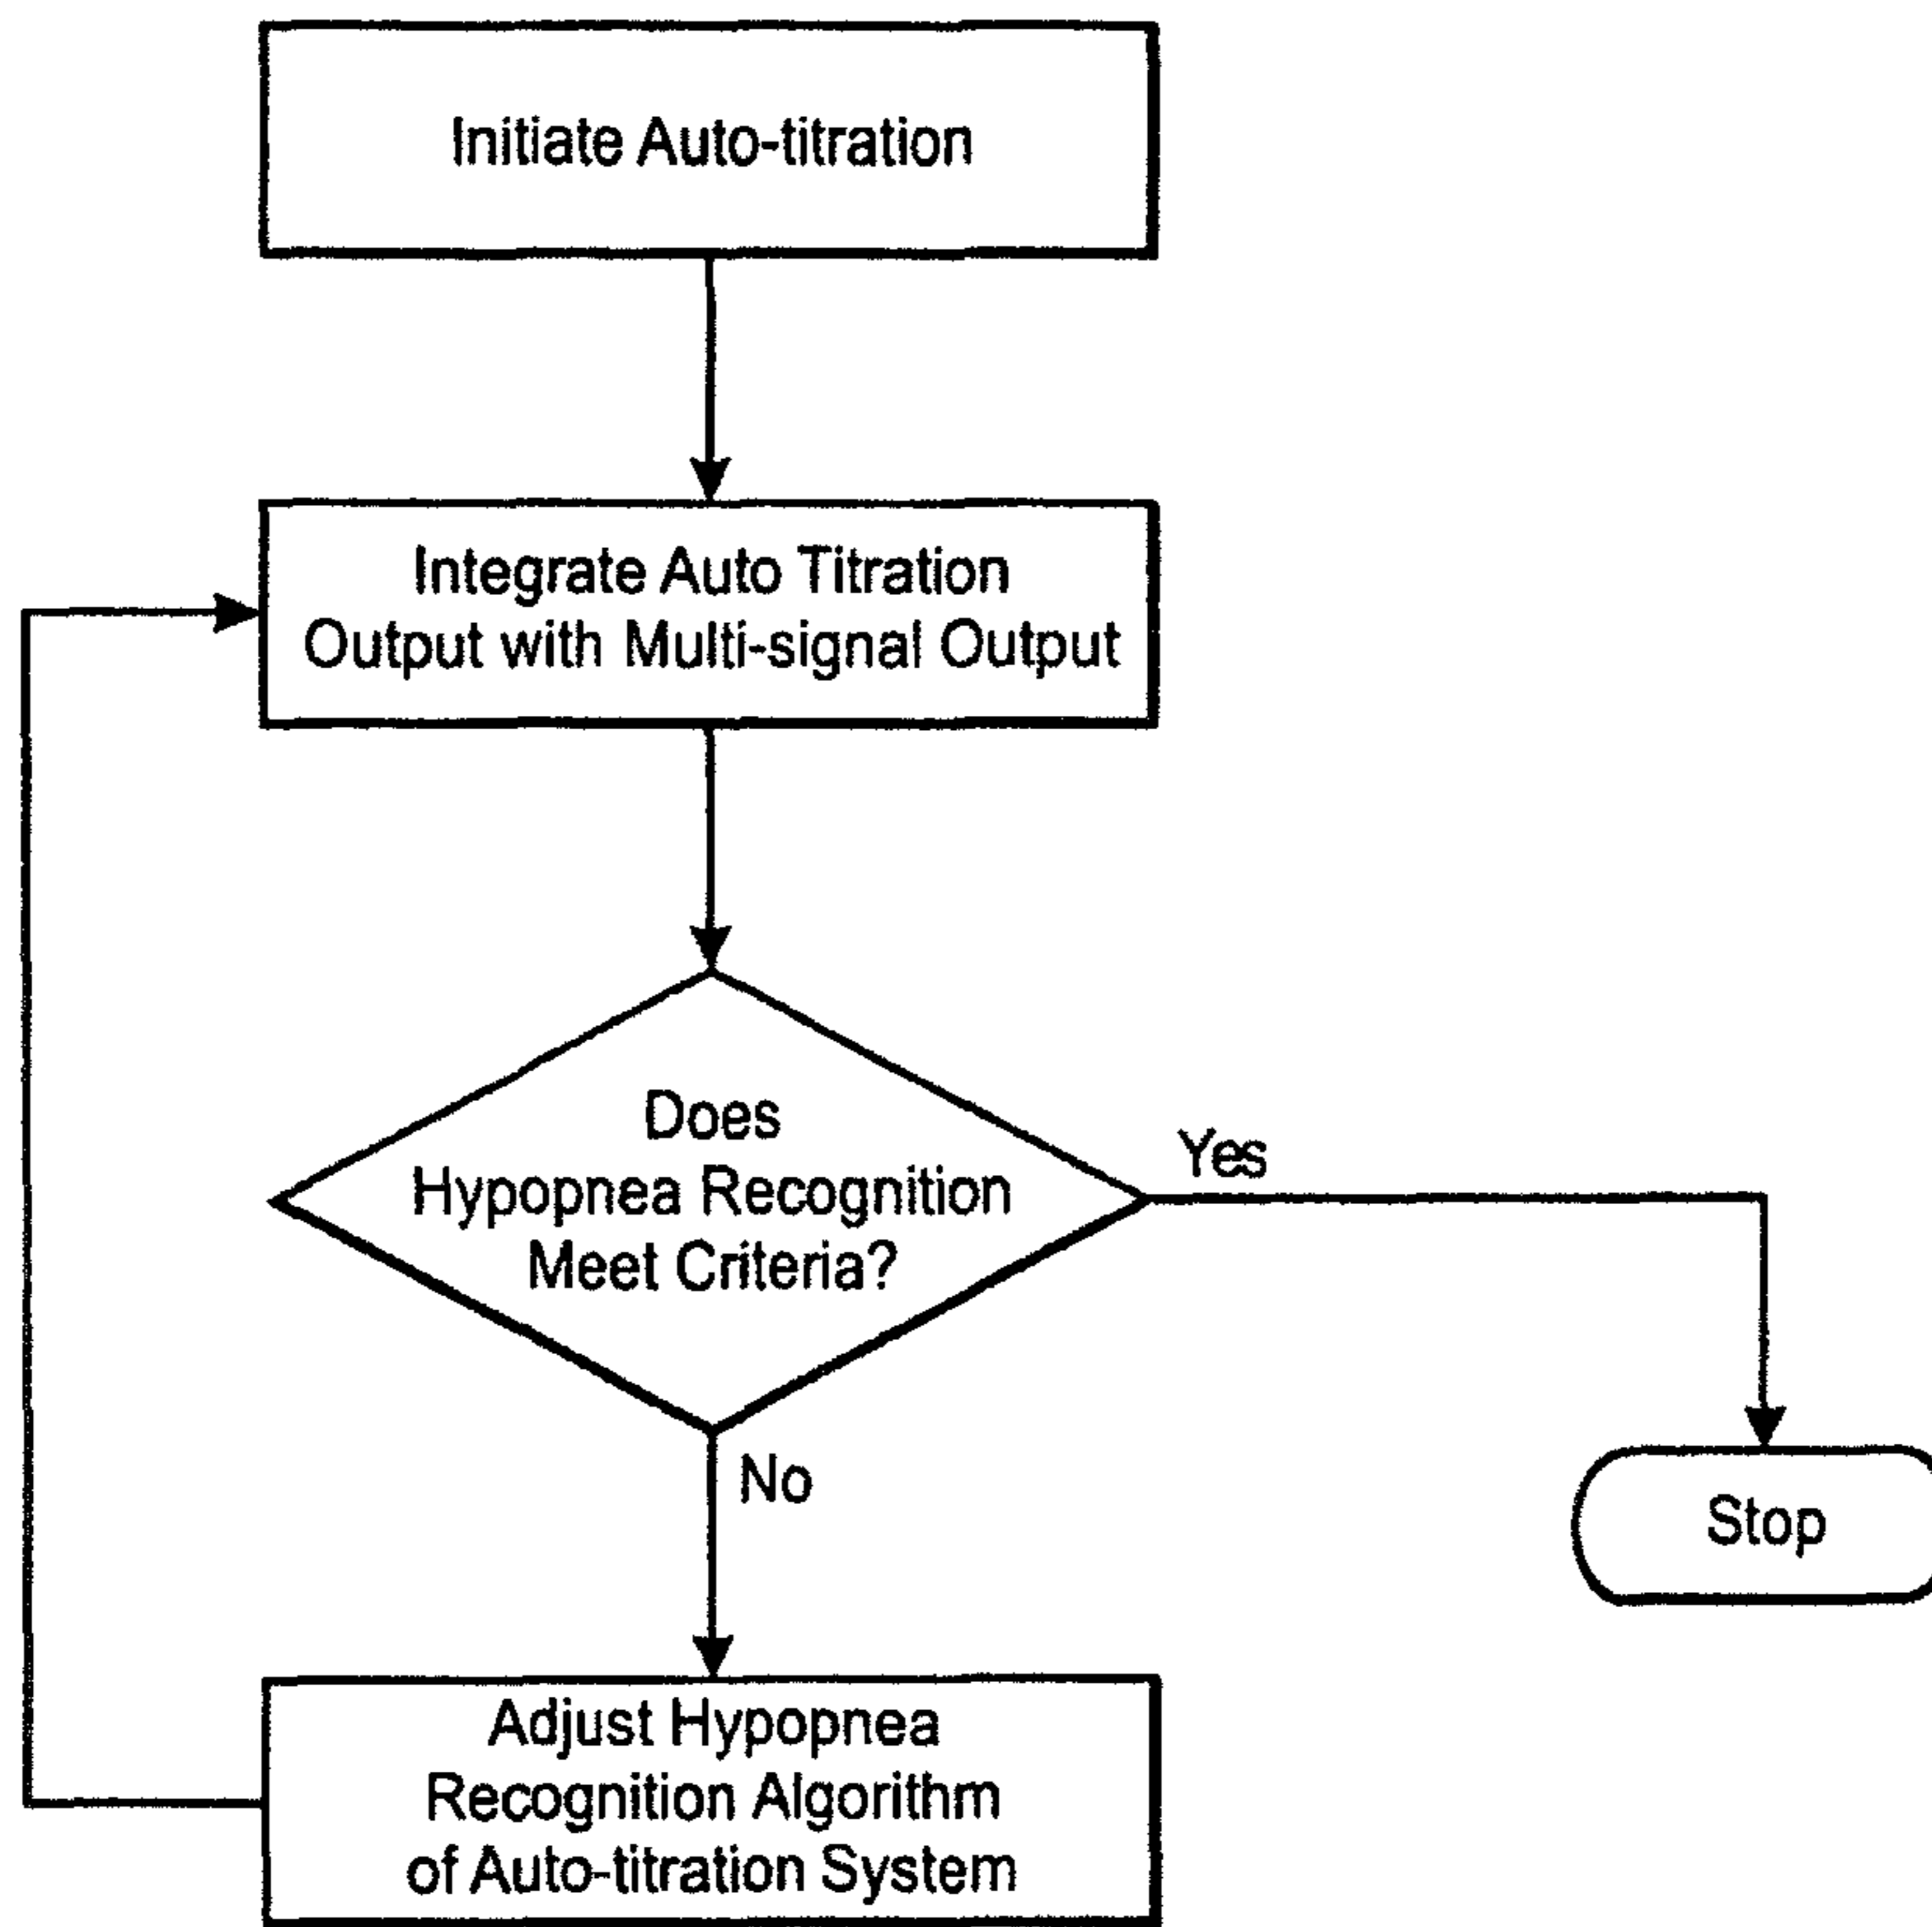 Initiate Auto-titration
Integrate Auto Titration
Output with Multi-signal Output
Does
Hypopnea Recognition
Meet Criteria?
Yes
No
Stop
Adjust Hypopnea
Recognition Algorithm
of Auto-titration System